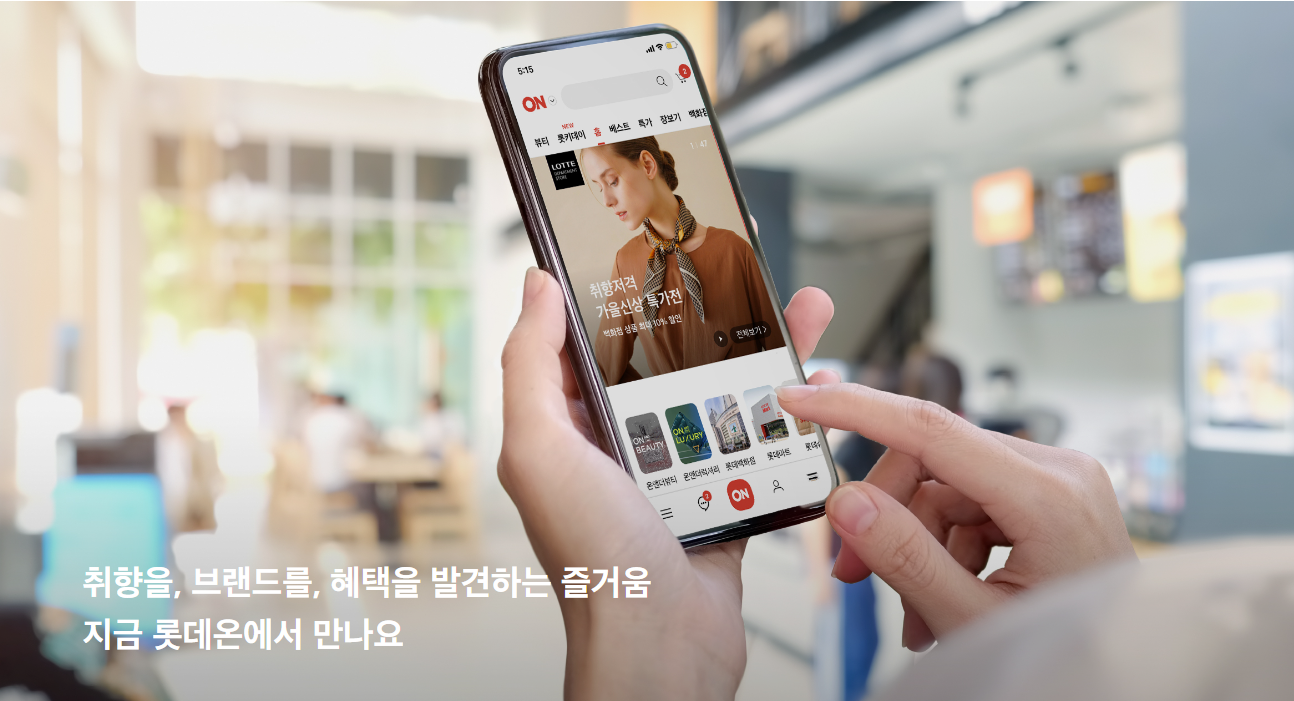 5:15
2
ON
NEW
뷰티 롯키데이 홈 베스트 특가 장보기 백화점
1 47
LOTTE
DEPARTMENT
STORE
취향저격
가을신상 특가전
백화점 상품 최대 10% 할인
전체보기
ON
BEAUTY
ON
LUXURY
온앤더뷰티 온앤더럭셔리 롯데백화점 롯데마트
ON
취향을, 브랜드를, 혜택을 발견하는 즐거움
지금 롯데온에서 만나요